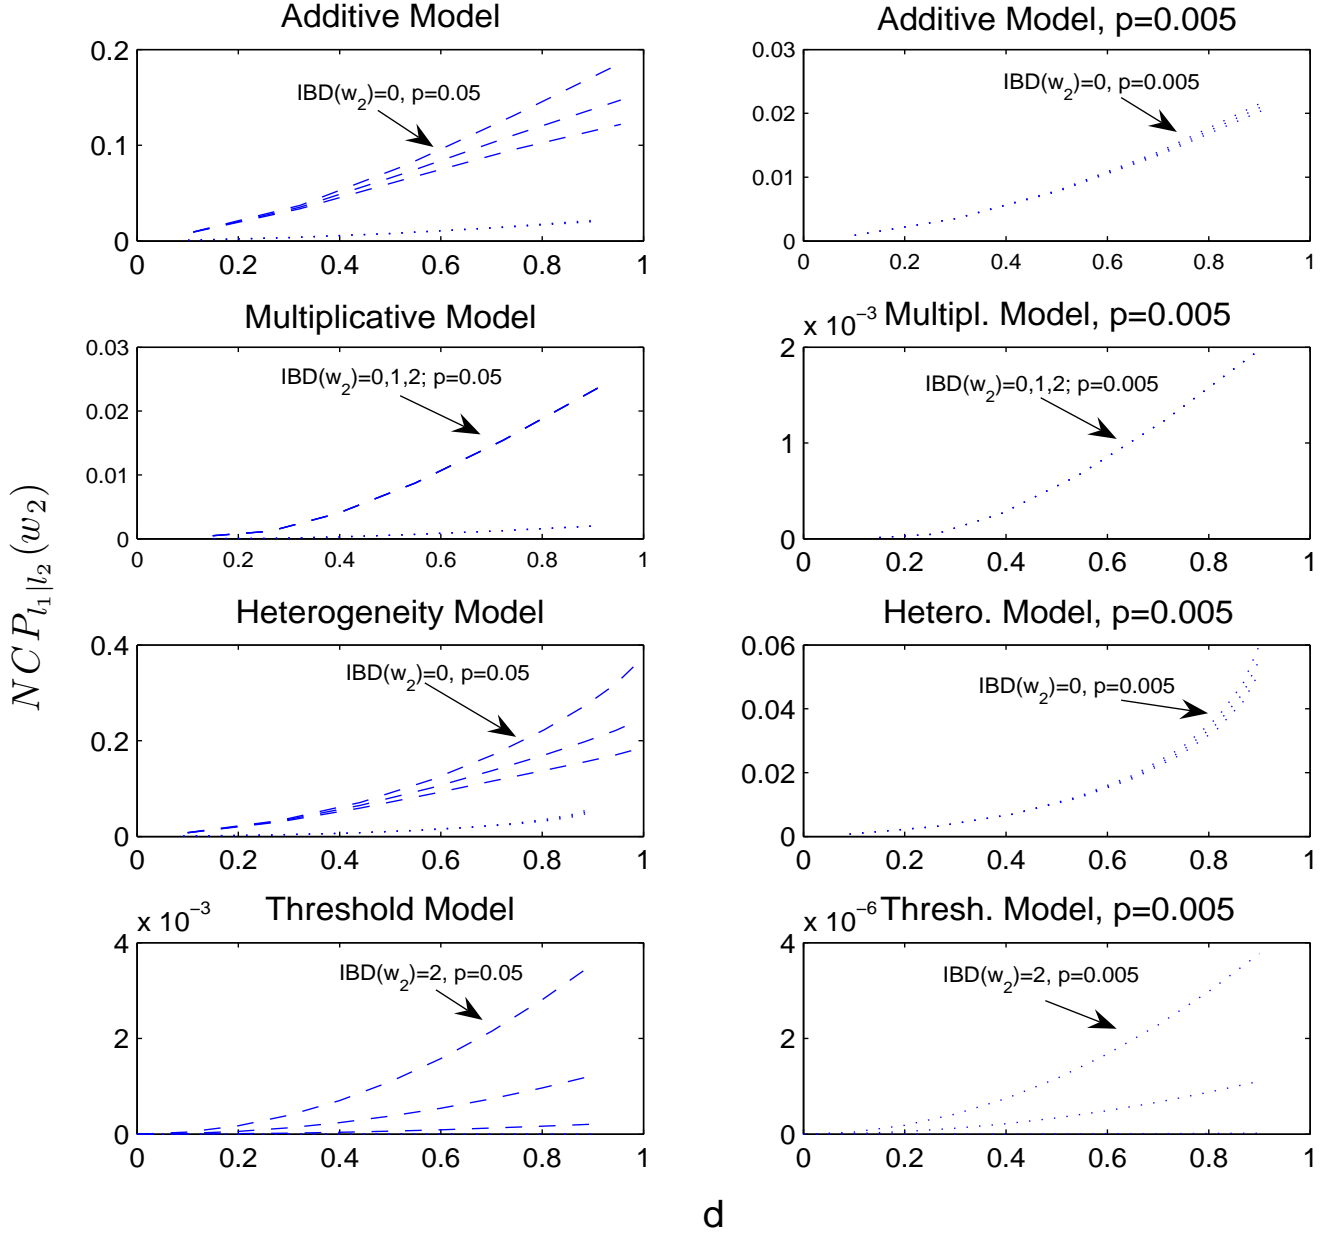 Additive Model
0.2
0.1
0
IBD(w2)=0, p=0.05
0 0.2 0.4 0.6 0.8 1
Additive Model, p=0.005
0.03
0.02
0.01
0
IBD(w2)=0, p=0.005
0 0.2 0.4 0.6 0.8 1
Multiplicative Model
0.03
0.02
0.01
0
IBD(w2)=0,1,2; p=0.05
0 0.2 0.4 0.6 0.8 1
x 10−3 Multipl. Model, p=0.005
2
1
0
IBD(w2)=0,1,2; p=0.005
0 0.2 0.4 0.6 0.8 1
NCP l1|l2 (w2)
Heterogeneity Model
0.4
0.2
0
IBD(w2)=0, p=0.05
0 0.2 0.4 0.6 0.8 1
Hetero. Model, p=0.005
0.06
0.04
0.02
0
IBD(w2)=0, p=0.005
0 0.2 0.4 0.6 0.8 1
x 10−3 Threshold Model
4
2
0
IBD(w2)=2, p=0.05
0 0.2 0.4 0.6 0.8 1
x 10−6 Thresh. Model, p=0.005
4
2
0
IBD(w2)=2, p=0.005
0 0.2 0.4 0.6 0.8 1
d